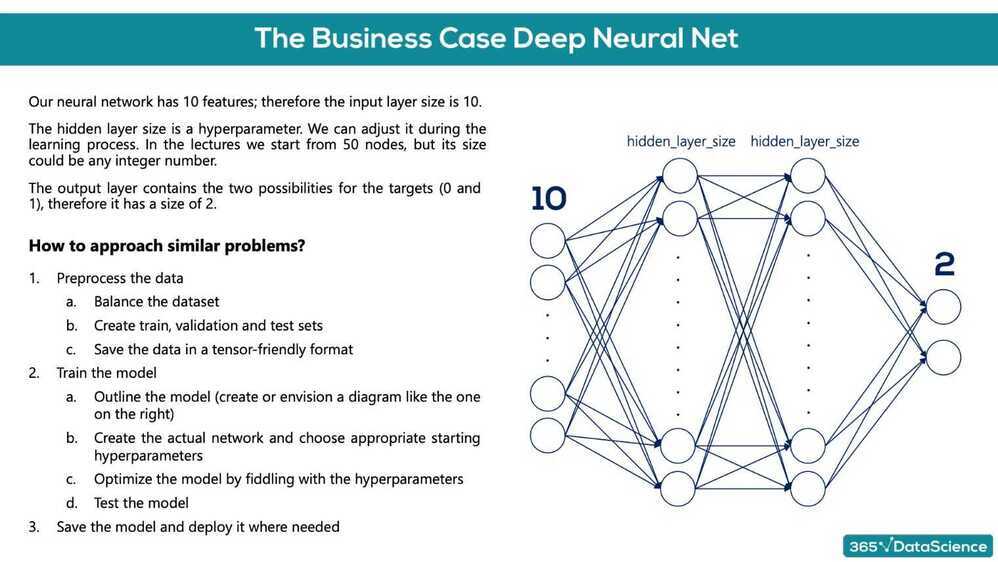 The Business Case Deep Neural Net
Our neural network has 10 features; therefore the input layer size is 10.
The hidden layer size is a hyperparameter. We can adjust it during the
learning process. In the lectures we start from 50 nodes, but its size
could be any integer number.
The output layer contains the two possibilities for the targets (0 and
1), therefore it has a size of 2.
How to approach similar problems?
1. Preprocess the data
a. Balance the dataset
b. Create train, validation and test sets
c. Save the data in a tensor-friendly format
2. Train the model
a. Outline the model (create or envision a diagram like the one
on the right)
b. Create the actual network and choose appropriate starting
hyperparameters
c. Optimize the model by fiddling with the hyperparameters
d. Test the model
3. Save the model and deploy it where needed
hidden_layer_size hidden_layer_size
10
2
365 DataScience